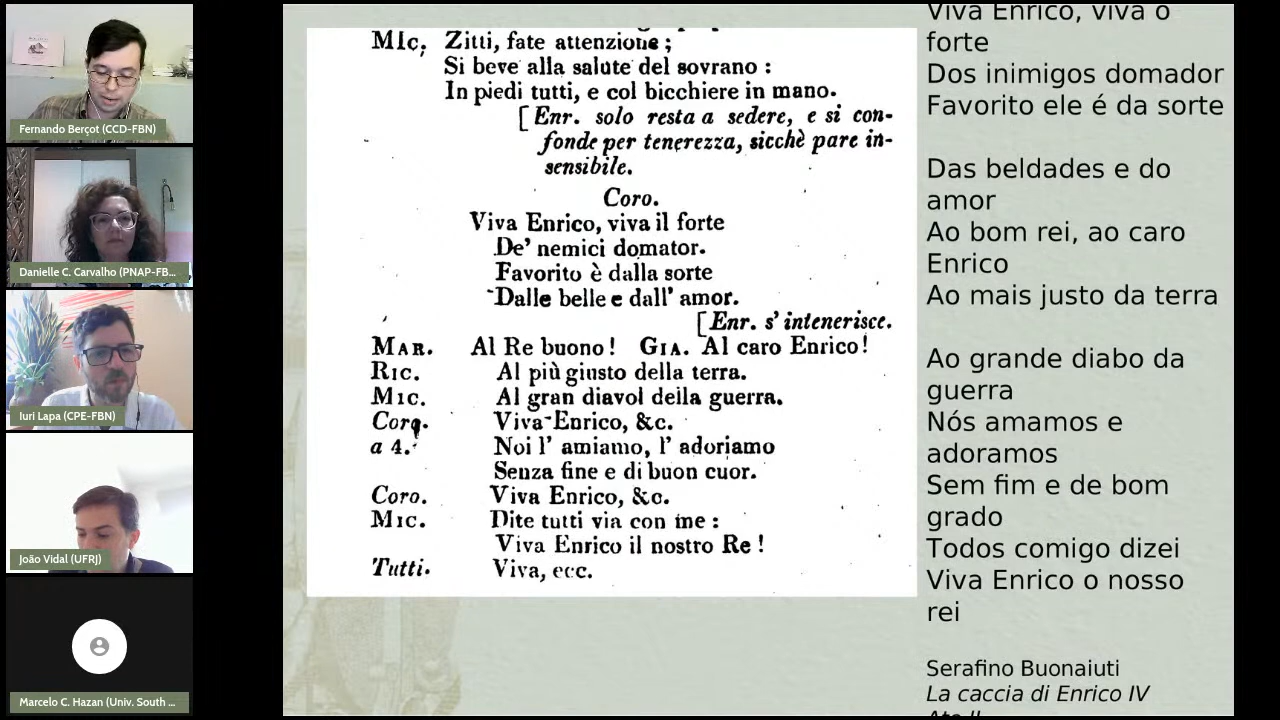 Fernando Berçot (CCD-FBN)
Danielle C. Carvalho (PNAP-FB...
Iuri Lapa (CPE-FBN)
João Vidal (UFRJ)
Marcelo C. Hazan (Univ. South ...
MIC. Zitti, fate attenzione ;
Si beve alla salute del sovrano :
In piedi tutti, e col bicchiere in mano.
[Enr. solo resta a sedere, e si con-
fonde per tenerezza, sicchè pare in-
sensibile.
Coro.
Viva Enrico, viva il forte
De' nemici domator.
Favorito è dalla sorte
Dalle belle e dall' amor.
[Enr. s' intenerisce.
MAR. Al Re buono ! GIA. Al caro Enrico !
RIC. Al più giusto della terra.
MIC. Al gran diavol della guerra.
Coro. Viva Enrico, &c.
a 4. Noi l' amiamo, l' adoriamo
Senza fine e di buon cuor.
Coro. Viva Enrico, &c.
MIC. Dite tutti via con me :
Viva Enrico il nostro Re !
Tutti. Viva, ecc.
Viva Enrico, viva o
forte
Dos inimigos domador
Favorito ele é da sorte
Das beldades e do
amor
Ao bom rei, ao caro
Enrico
Ao mais justo da terra
Ao grande diabo da
guerra
Nós amamos e
adoramos
Sem fim e de bom
grado
Todos comigo dizei
Viva Enrico o nosso
rei
Serafino Buonaiuti
La caccia di Enrico IV
Ato II